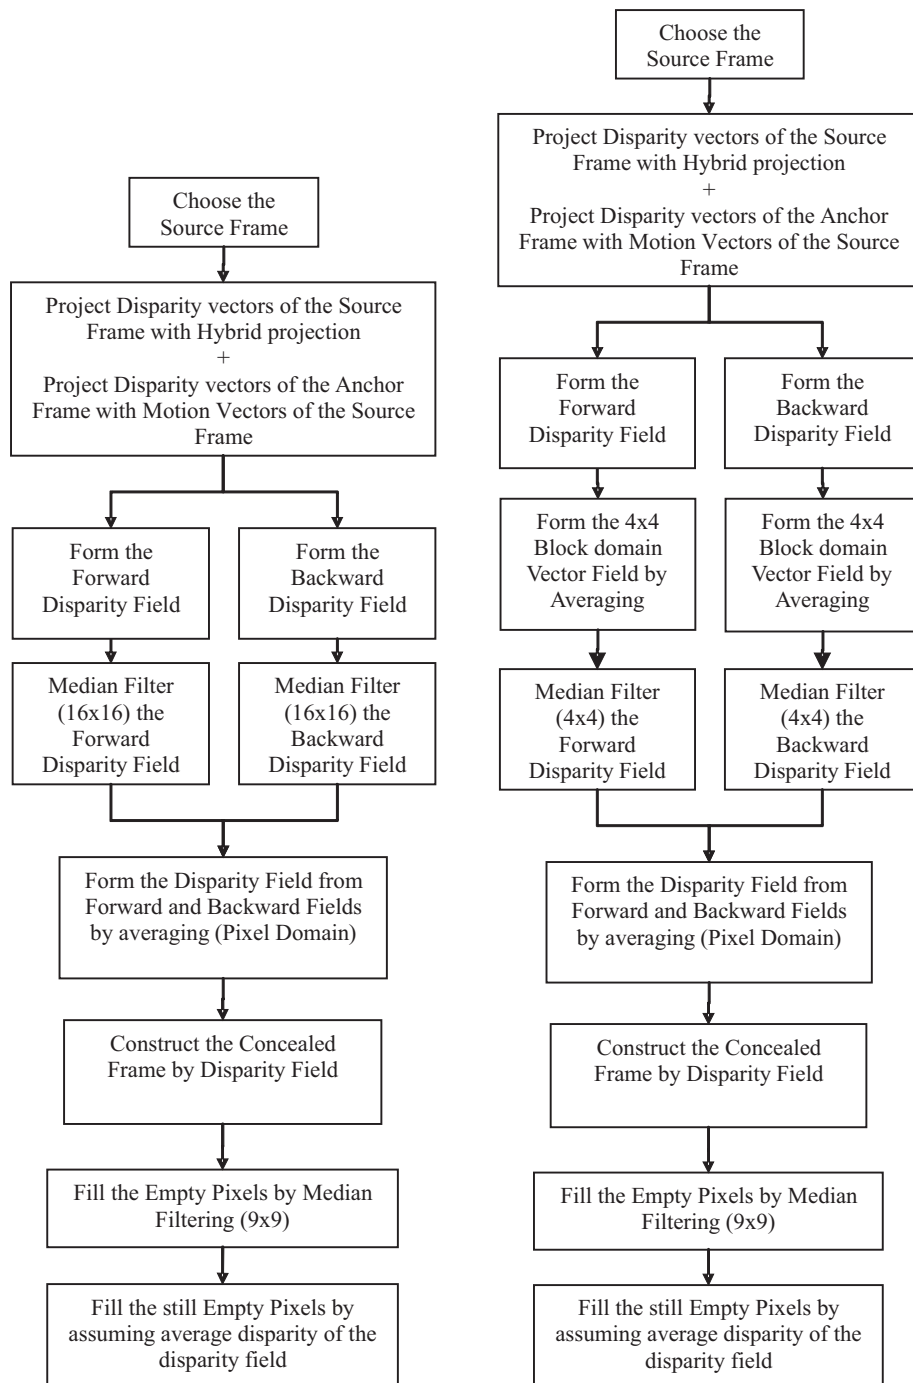 Choose the
Source Frame
Project Disparity vectors of the Source
Frame with Hybrid projection
+
Project Disparity vectors of the Anchor
Frame with Motion Vectors of the Source
Frame
Form the
Forward
Disparity Field
Form the
Backward
Disparity Field
Median Filter
(16x16) the
Forward
Disparity Field
Median Filter
(16x16) the
Backward
Disparity Field
Form the Disparity Field from
Forward and Backward Fields
by averaging (Pixel Domain)
Construct the Concealed
Frame by Disparity Field
Fill the Empty Pixels by Median
Filtering (9x9)
Fill the still Empty Pixels by
assuming average disparity of the
disparity field
Choose the
Source Frame
Project Disparity vectors of the Source
Frame with Hybrid projection
+
Project Disparity vectors of the Anchor
Frame with Motion Vectors of the Source
Frame
Form the
Forward
Disparity Field
Form the
Backward
Disparity Field
Form the 4x4
Block domain
Vector Field by
Averaging
Form the 4x4
Block domain
Vector Field by
Averaging
Median Filter
(4x4) the
Forward
Disparity Field
Median Filter
(4x4) the
Backward
Disparity Field
Form the Disparity Field from
Forward and Backward Fields
by averaging (Pixel Domain)
Construct the Concealed
Frame by Disparity Field
Fill the Empty Pixels by Median
Filtering (9x9)
Fill the still Empty Pixels by
assuming average disparity of the
disparity field